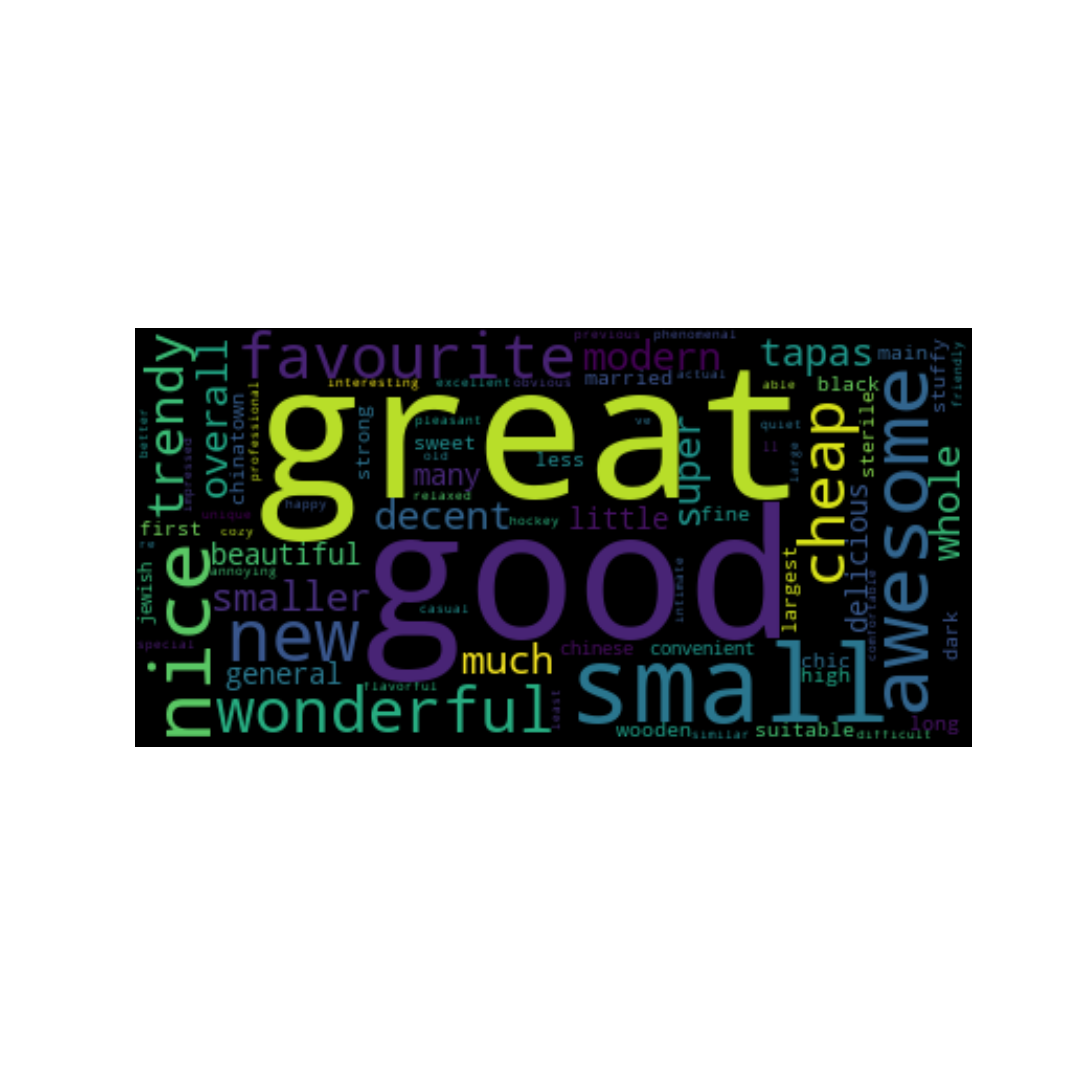 favourite
previous
phenomenal
modern
tapas
main
stuffy
friendly
trendy
overall
interesting
excellent
obvious
married
actual
able
black
professional
chinatown
great
strong
pleasant
sweet
old
many
relaxed
less
super
ve
quiet
ll
large
cheap
sterile
awesome
whole
better
impressed
unique
happy
first
cozy
decent
hockey
little
fine
good
delicious
nice
re
jewish
beautiful
annoying
smaller
casual
intimate
largest
comfortable
dark
new
special
general
much
chinese
convenient
small
chic
high
flavorful
wonderful
least
wooden
similar
suitable
difficult
long